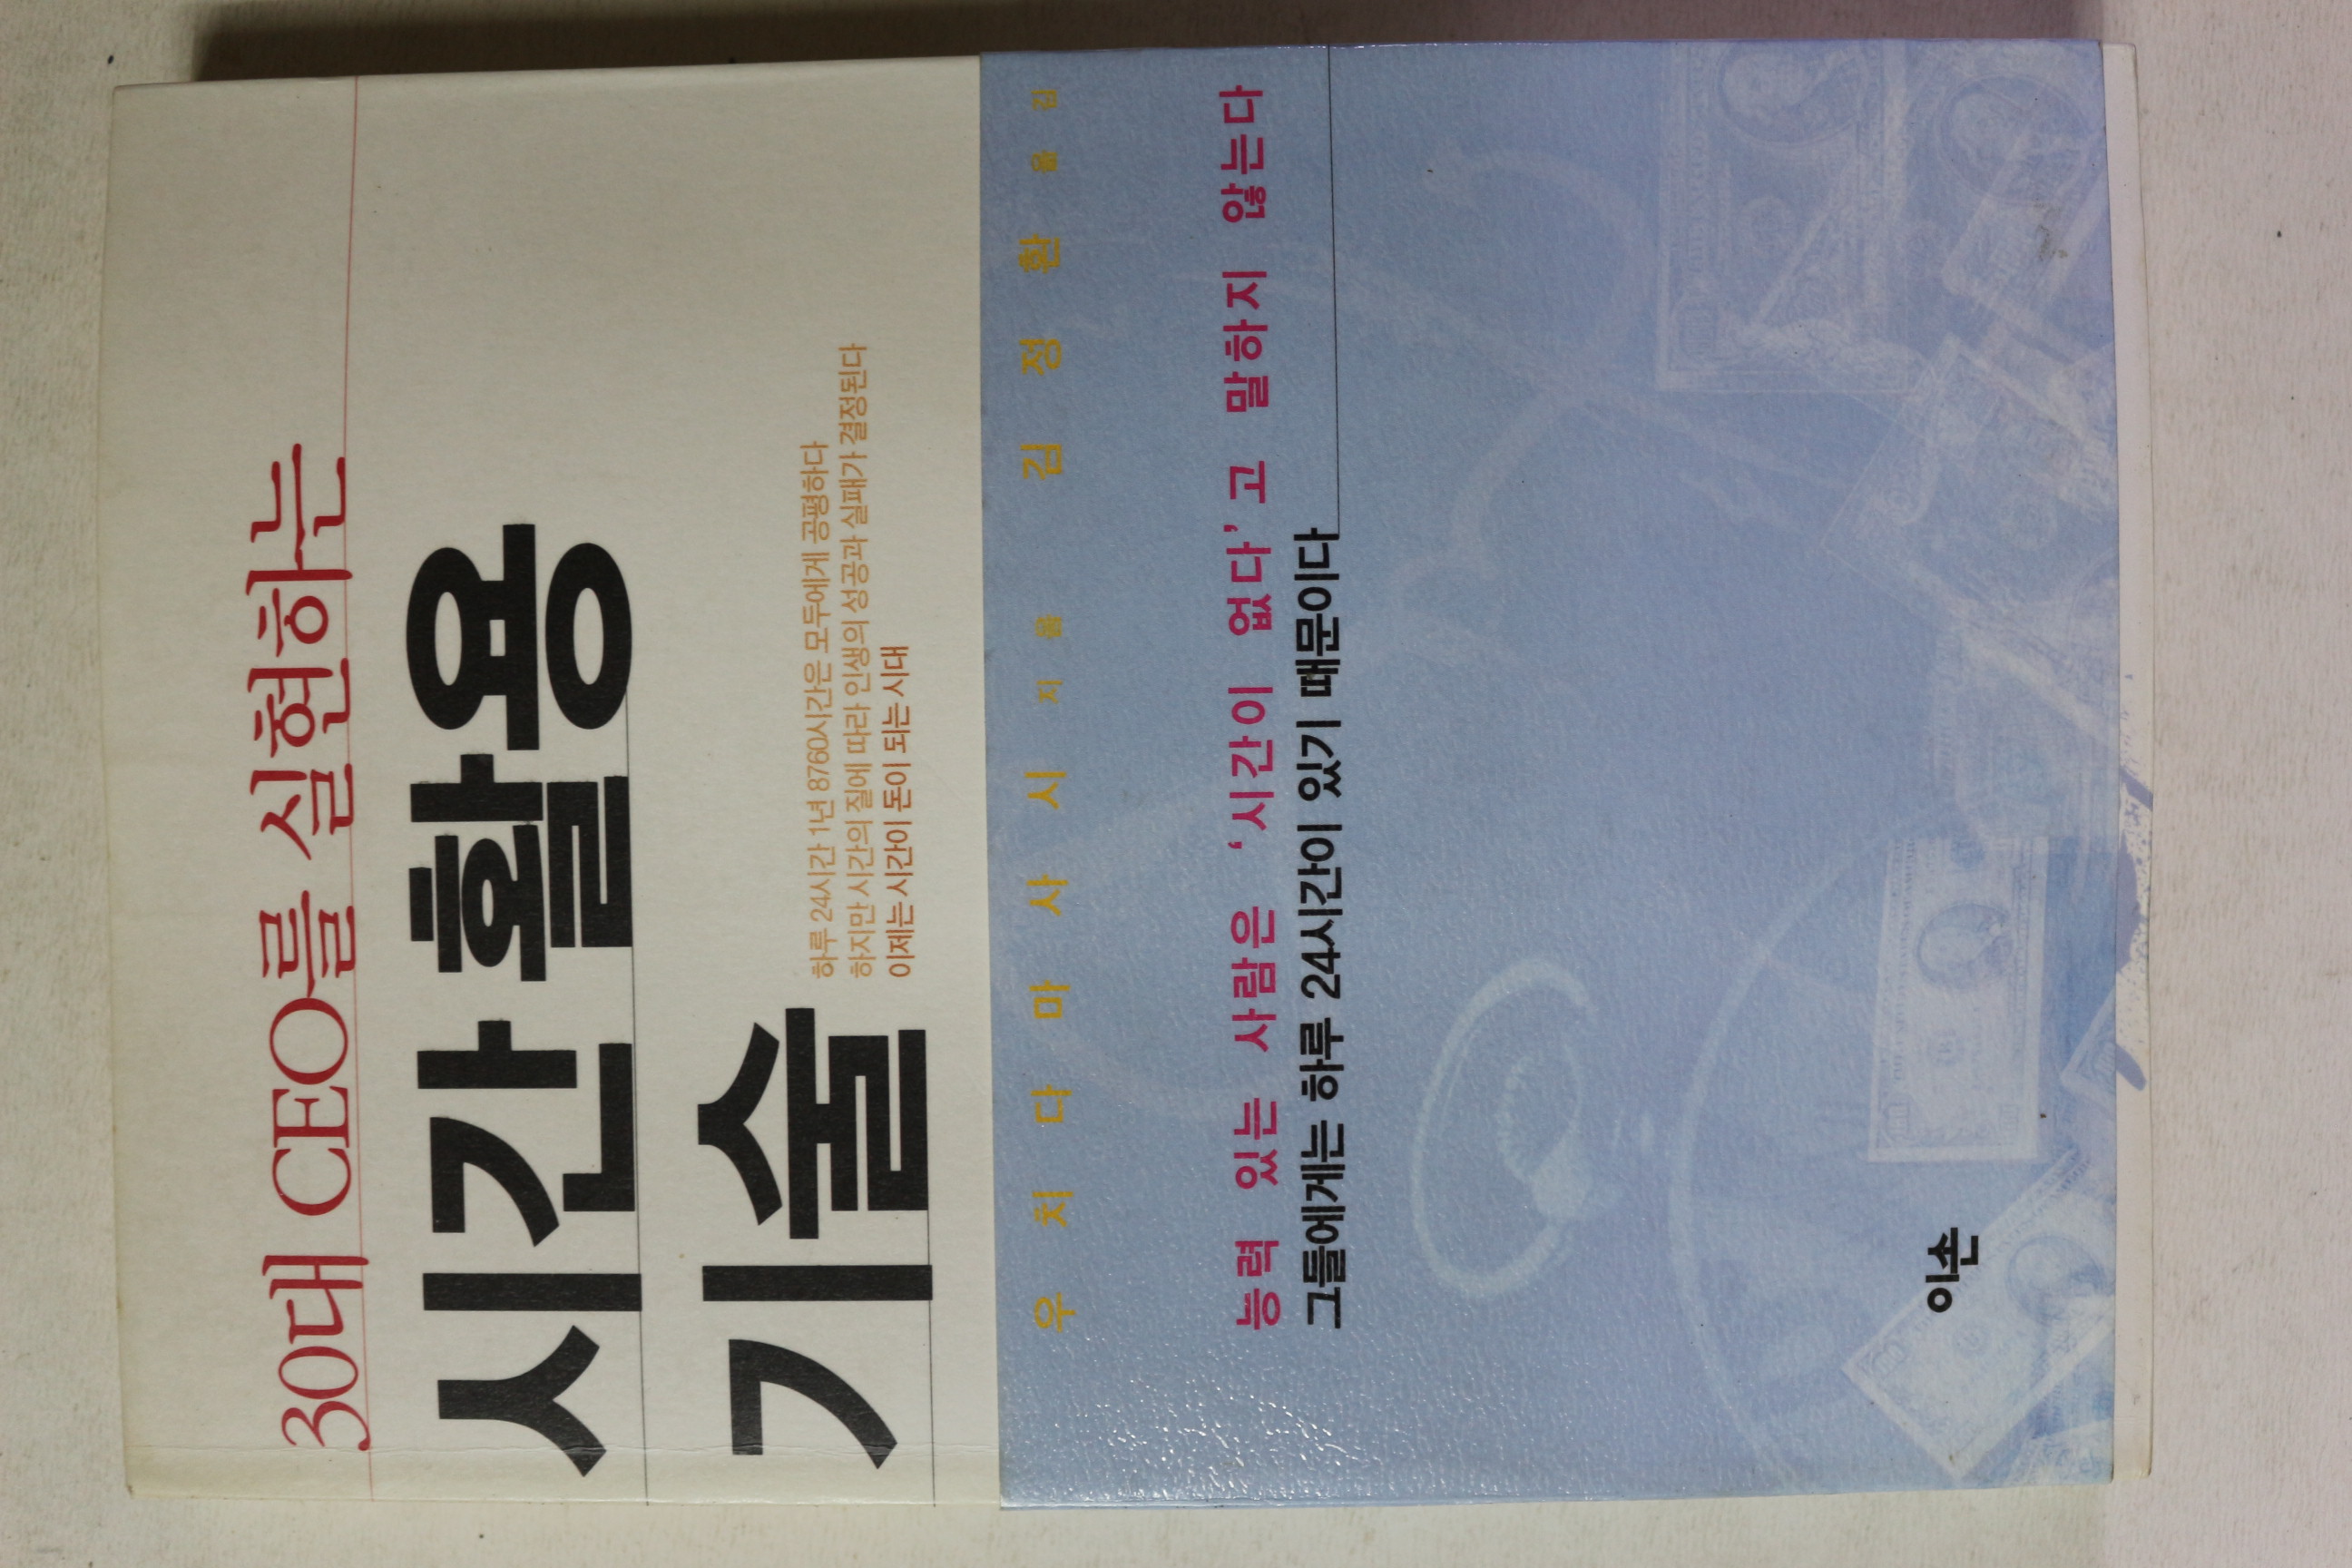 30대 CEO를 실현하는
시간 활용
기술
하루 24시간 1년 8760시간은 모두에게 공평하다
하지만 시간의 질에 따라 인생의 성공과 실패가 결정된다
이제는 시간이 돈이 되는 시대
우치다 마사시 지음 김정환 옮김
능력 있는 사람은 ‘시간이 없다’고 말하지 않는다
그들에게는 하루 24시간이 있기 때문이다
이손